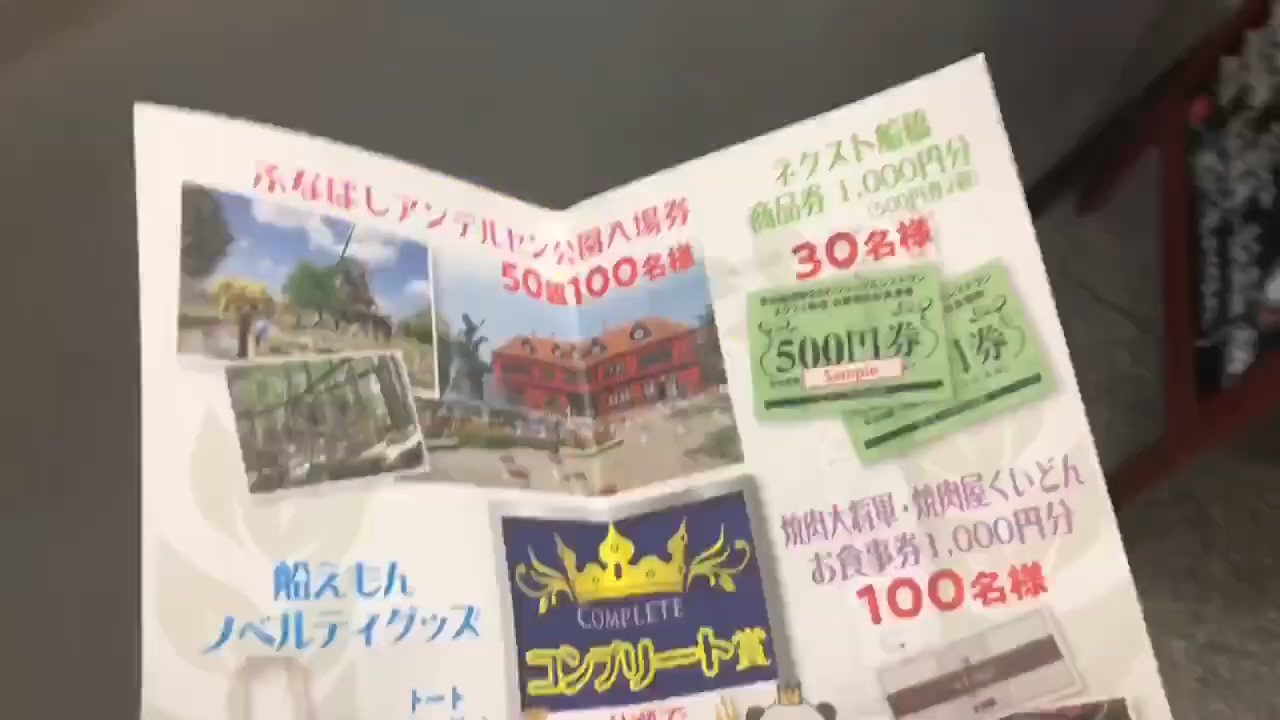 ふなばしアンデルセン公園入場券
50組100名様
ネクスト船橋
商品券 1,000円分
(500円券2枚)
30名様
500円券
Sample
券
焼肉大将軍・焼肉屋くいどん
お食事券1,000円分
100名様
船えもん
ノベルティグッズ
トート
COMPLETE
コンプリート賞